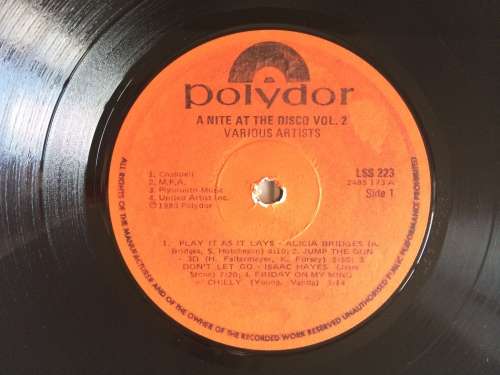 polydor
A NITE AT THE DISCO VOL. 2
VARIOUS ARTISTS
1. Chappell
2. M.P.A.
3. Plymouth Music
4. United Artist Inc.
℗ 1980 Polydor
LSS 223
2485 173 A
Side 1
1. PLAY IT AS IT LAYS - ALICIA BRIDGES (A.
Bridges, S. Hutcheson) 4:10; 2. JUMP THE GUN
- 3D (H. Faltermeyer, K. Forsey) 5:50; 3.
DON'T LET GO - ISAAC HAYES (Jesse
Stone) 7:20; 4. FRIDAY ON MY MIND
- CHILLY (Young, Vanda) 3:44
ALL RIGHTS OF THE MANUFACTURER AND OF THE OWNER OF THE RECORDED WORK RESERVED UNAUTHORISED PUBLIC PERFORMANCE PROHIBITED